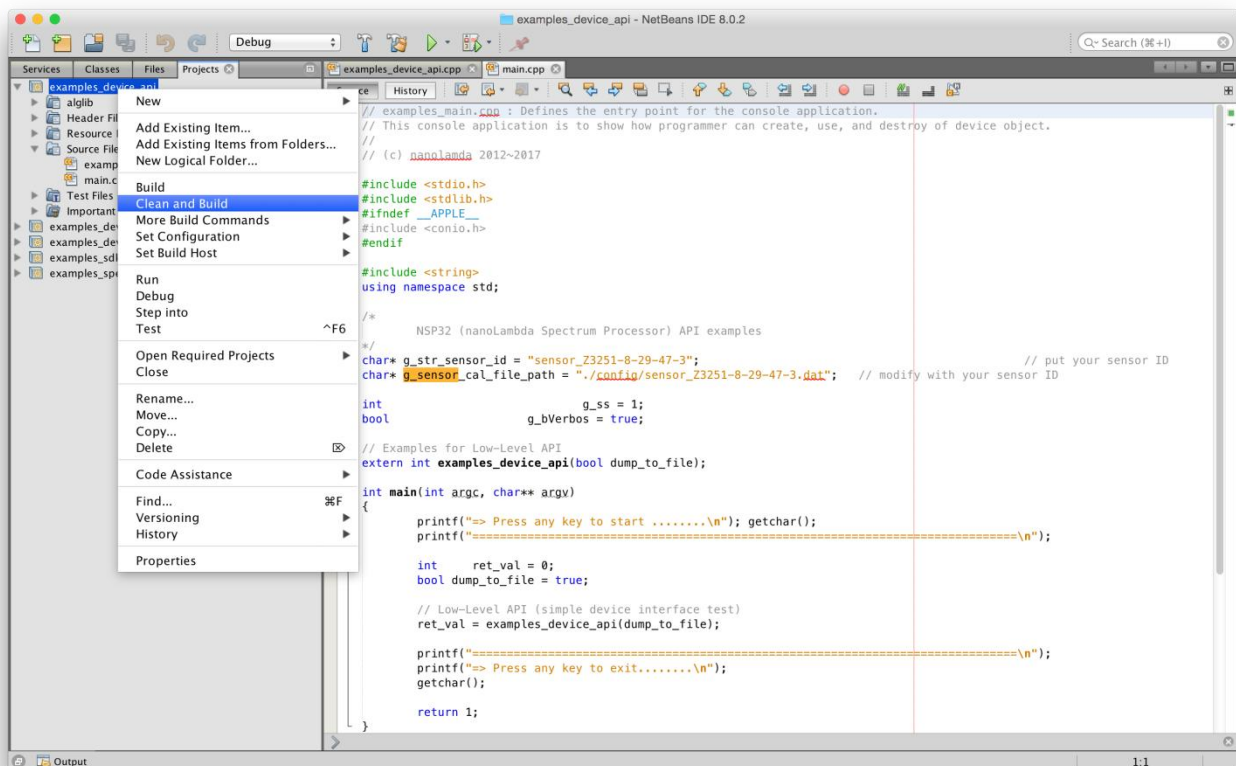 examples_device_api - NetBeans IDE 8.0.2
Debug
Search (⌘+I)
Services Classes Files Projects
examples_device_api.cpp main.cpp
examples_device_api
alglib
Header Fil
Resource
Source File
examp
main.c
Test Files
Important
examples_de
examples_de
examples_sd
examples_spe
New
Add Existing Item...
Add Existing Items from Folders...
New Logical Folder...
Build
Clean and Build
More Build Commands
Set Configuration
Set Build Host
Run
Debug
Step into
Test ^F6
Open Required Projects
Close
Rename...
Move...
Copy...
Delete ⌦
Code Assistance
Find... ⌘F
Versioning
History
Properties
ce History
// examples_main.cpp : Defines the entry point for the console application.
// This console application is to show how programmer can create, use, and destroy of device object.
//
// (c) nanolamda 2012~2017
#include <stdio.h>
#include <stdlib.h>
#ifndef __APPLE__
#include <conio.h>
#endif
#include <string>
using namespace std;
/*
NSP32 (nanoLambda Spectrum Processor) API examples
*/
char* g_str_sensor_id = "sensor_Z3251-8-29-47-3"; // put your sensor ID
char* g_sensor_cal_file_path = "./config/sensor_Z3251-8-29-47-3.dat"; // modify with your sensor ID
int g_ss = 1;
bool g_bVerbos = true;
// Examples for Low-Level API
extern int examples_device_api(bool dump_to_file);
int main(int argc, char** argv)
{
printf("=> Press any key to start ........\n"); getchar();
printf("===============================================================================\n");
int ret_val = 0;
bool dump_to_file = true;
// Low-Level API (simple device interface test)
ret_val = examples_device_api(dump_to_file);
printf("===============================================================================\n");
printf("=> Press any key to exit........\n");
getchar();
return 1;
}
Output 1:1